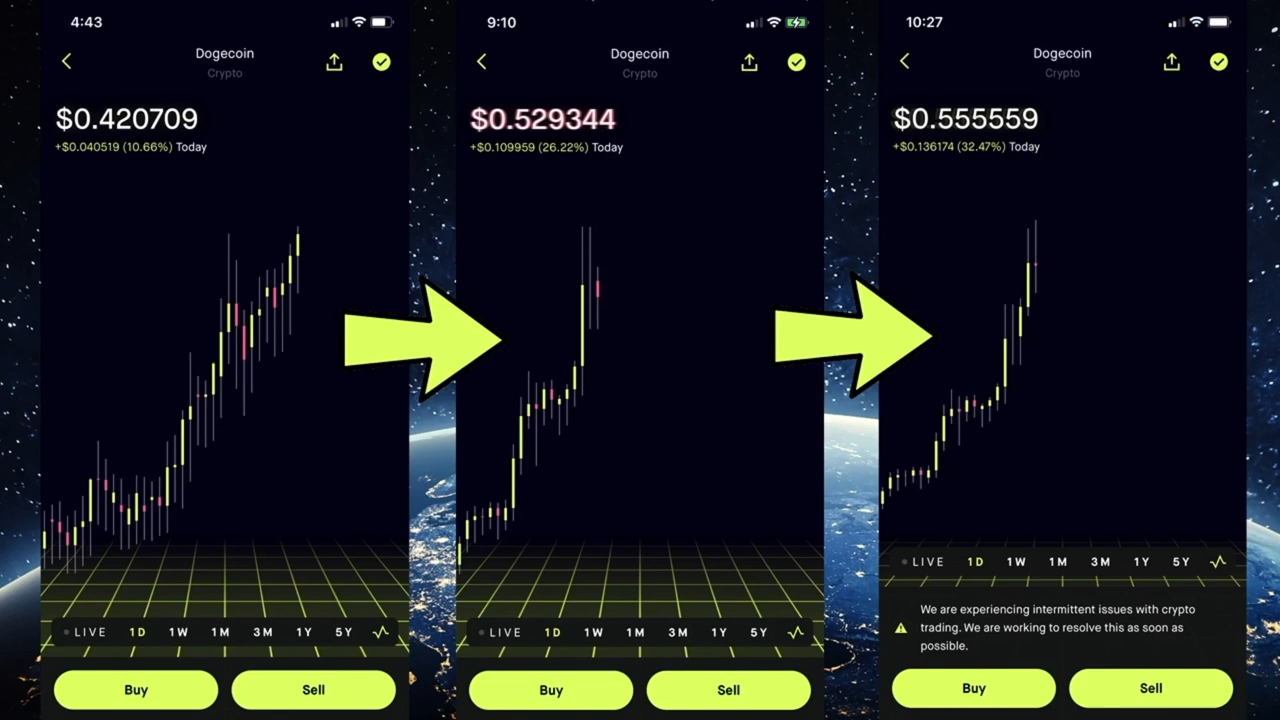 4:43
Dogecoin
Crypto
$0.420709
+$0.040519 (10.66%) Today
LIVE 1D 1W 1M 3M 1Y 5Y
Buy Sell
9:10
Dogecoin
Crypto
$0.529344
+$0.109959 (26.22%) Today
LIVE 1D 1W 1M 3M 1Y 5Y
Buy Sell
10:27
Dogecoin
Crypto
$0.555559
+$0.136174 (32.47%) Today
LIVE 1D 1W 1M 3M 1Y 5Y
We are experiencing intermittent issues with crypto
trading. We are working to resolve this as soon as
possible.
Buy Sell